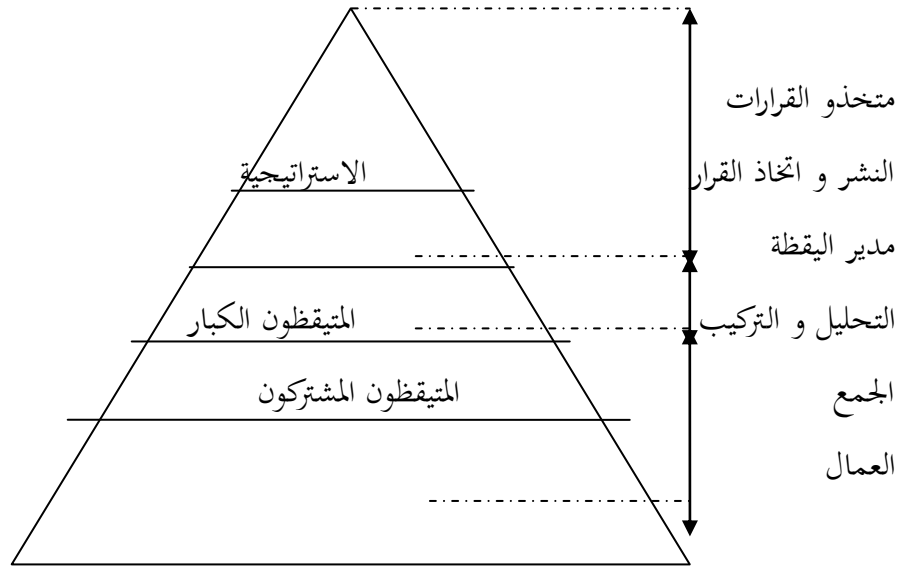 متخذو القرارات
الاستراتيجية
النشر و اتخاذ القرار
مدير اليقظة
المتيقظون الكبار
التحليل و التركيب
المتيقظون المشتركون
الجمع
العمال